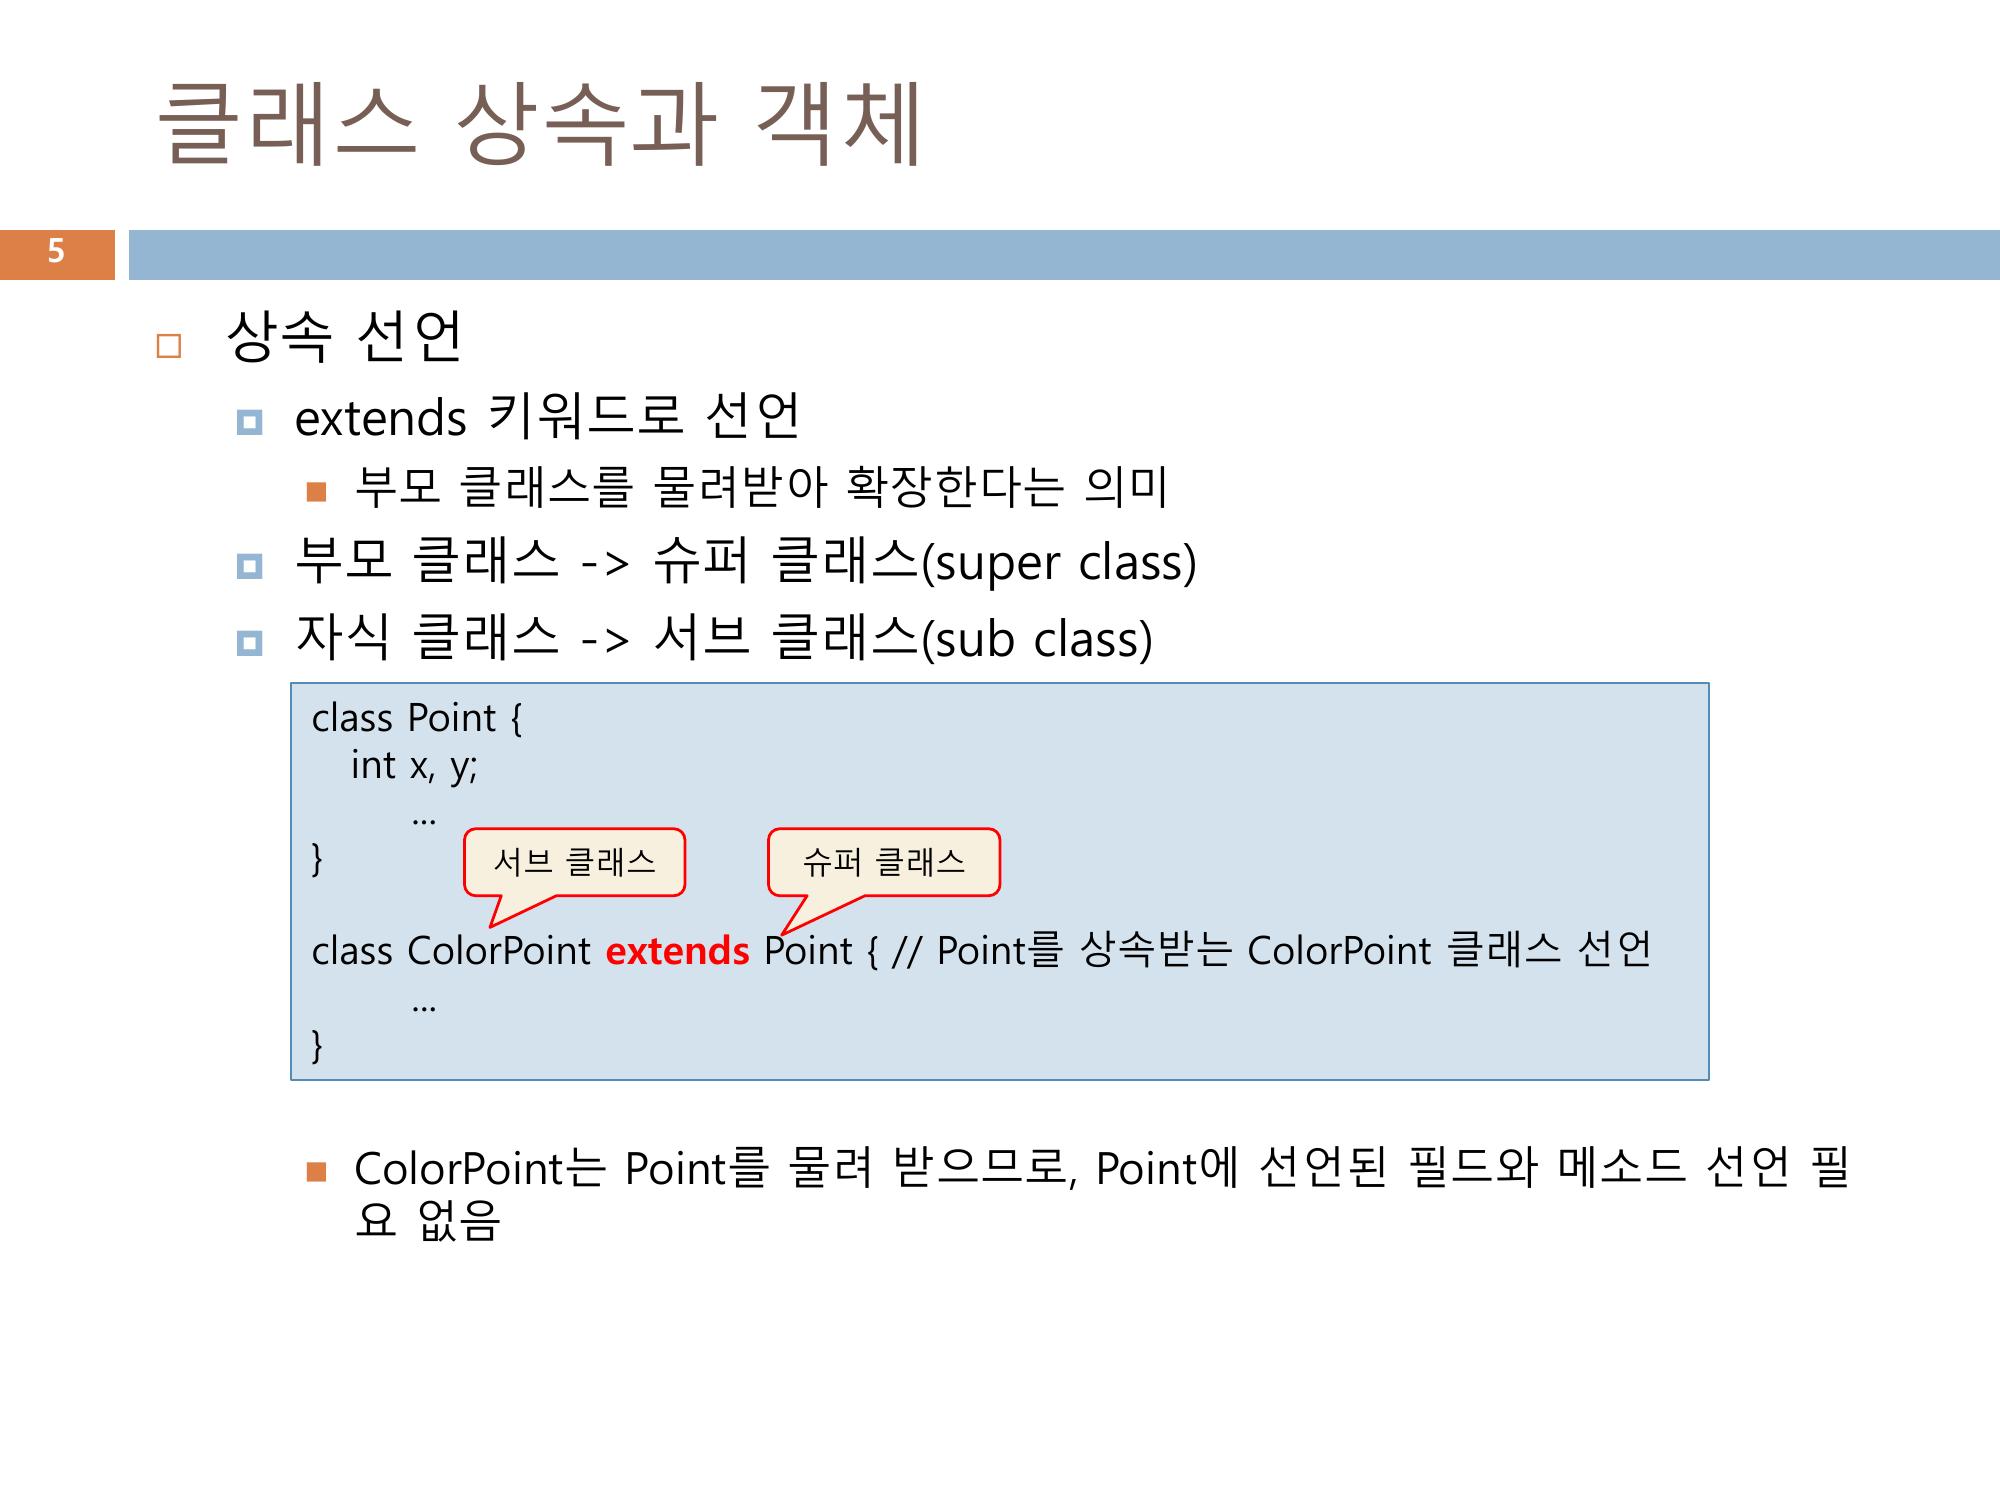 클래스 상속과 객체
5
상속 선언
extends 키워드로 선언
부모 클래스를 물려받아 확장한다는 의미
부모 클래스 -> 슈퍼 클래스(super class)
자식 클래스 -> 서브 클래스(sub class)
class Point {
int x, y;
...
}
서브 클래스
슈퍼 클래스
class ColorPoint extends Point { // Point를 상속받는 ColorPoint 클래스 선언
...
}
ColorPoint는 Point를 물려 받으므로, Point에 선언된 필드와 메소드 선언 필
요 없음